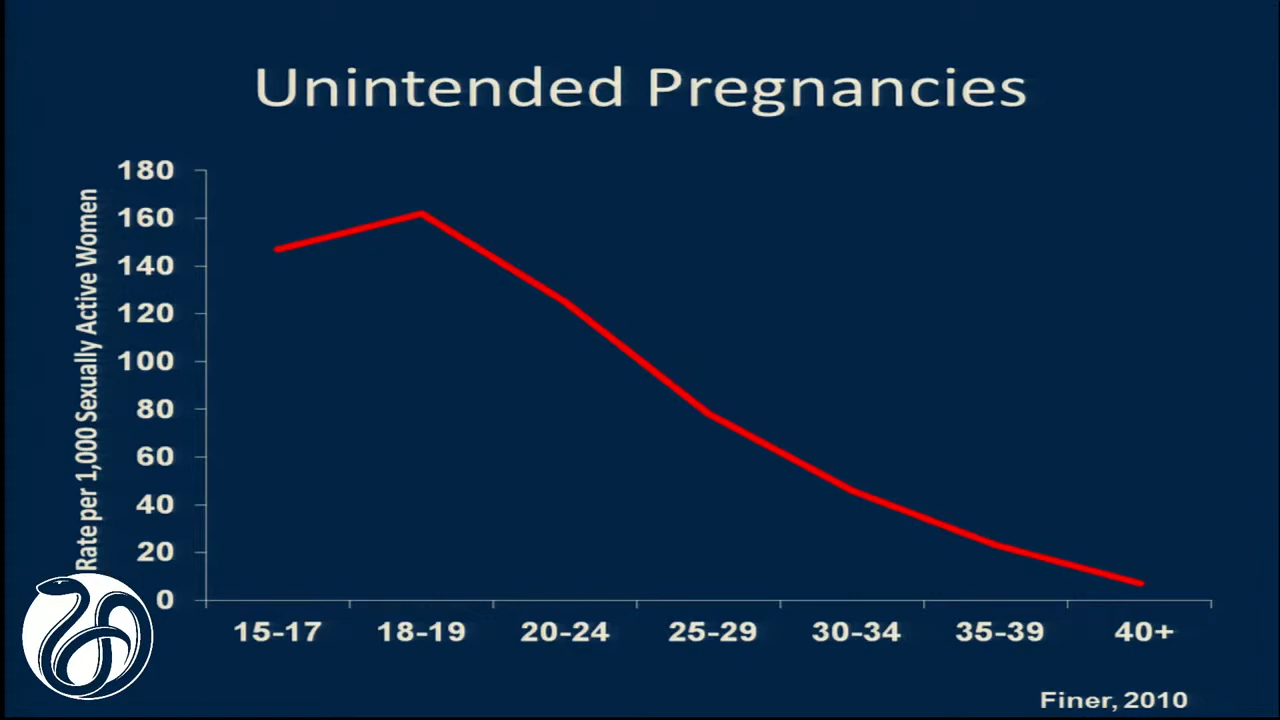 Unintended Pregnancies
Rate per 1,000 Sexually Active Women
180
160
140
120
100
80
60
40
20
0
15-17 18-19 20-24 25-29 30-34 35-39 40+
Finer, 2010